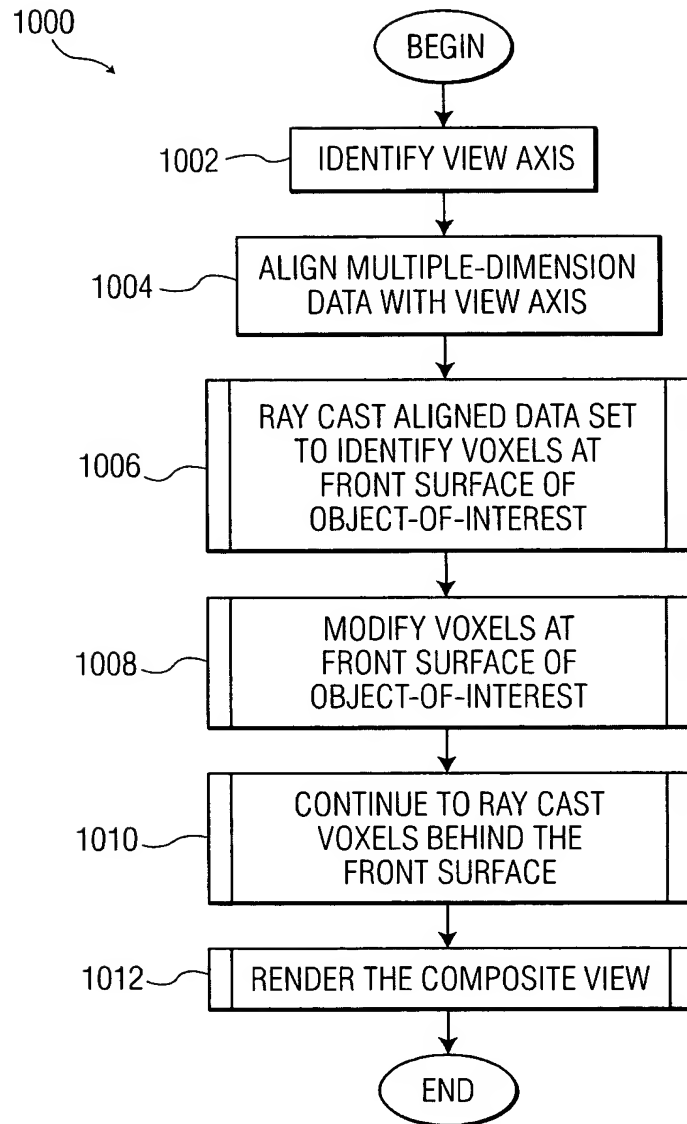 1000
BEGIN
1002
IDENTIFY VIEW AXIS
1004
ALIGN MULTIPLE-DIMENSION
DATA WITH VIEW AXIS
1006
RAY CAST ALIGNED DATA SET
TO IDENTIFY VOXELS AT
FRONT SURFACE OF
OBJECT-OF-INTEREST
1008
MODIFY VOXELS AT
FRONT SURFACE OF
OBJECT-OF-INTEREST
1010
CONTINUE TO RAY CAST
VOXELS BEHIND THE
FRONT SURFACE
1012
RENDER THE COMPOSITE VIEW
END